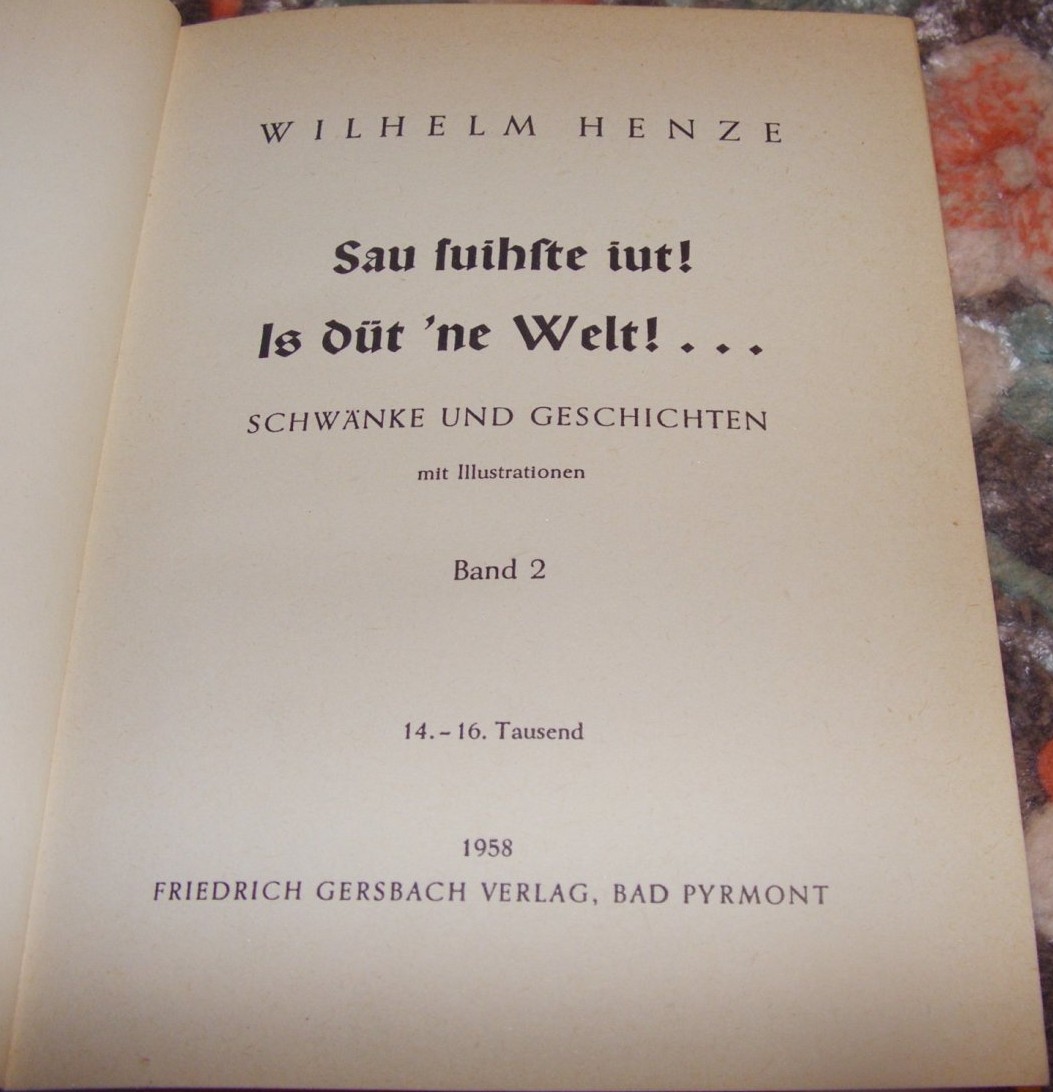 WILHELM HENZE
Sau ſuihſte iut!
Is düt 'ne Welt! . . .
SCHWÄNKE UND GESCHICHTEN
mit Illustrationen
Band 2
14.–16. Tausend
1958
FRIEDRICH GERSBACH VERLAG, BAD PYRMONT